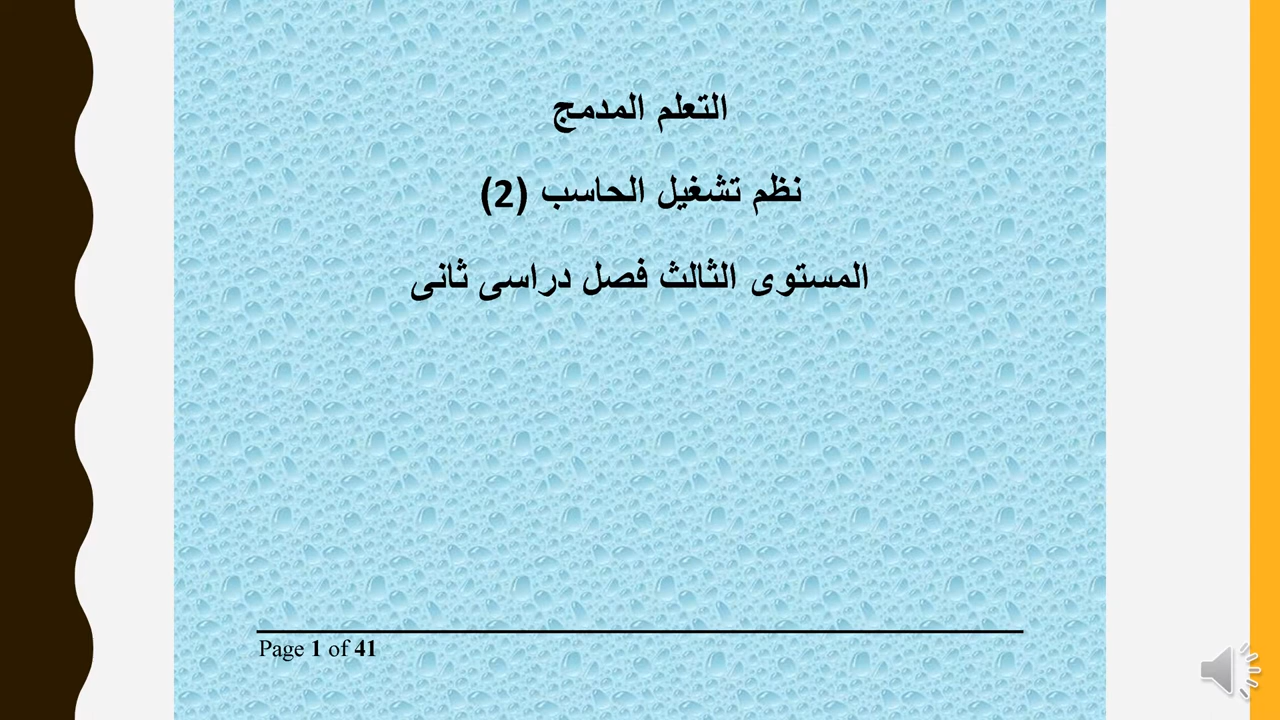 التعلم المدمج
نظم تشغيل الحاسب (2)
المستوى الثالث فصل دراسى ثانى
Page 1 of 41